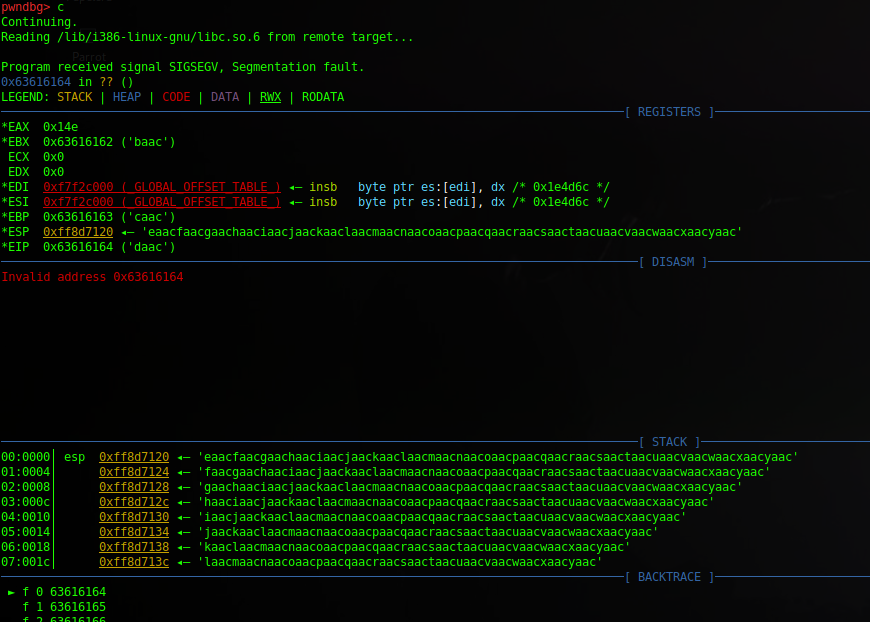 pwndbg> c
Continuing.
Reading /lib/i386-linux-gnu/libc.so.6 from remote target...
Program received signal SIGSEGV, Segmentation fault.
0x63616164 in ?? ()
LEGEND: STACK | HEAP | CODE | DATA | RWX | RODATA
[ REGISTERS ]
*EAX  0x14e
*EBX  0x63616162 ('baac')
ECX  0x0
EDX  0x0
*EDI  0xf7f2c000 (_GLOBAL_OFFSET_TABLE_) ◂— insb   byte ptr es:[edi], dx /* 0x1e4d6c */
*ESI  0xf7f2c000 (_GLOBAL_OFFSET_TABLE_) ◂— insb   byte ptr es:[edi], dx /* 0x1e4d6c */
*EBP  0x63616163 ('caac')
*ESP  0xff8d7120 ◂— 'eaacfaacgaachaaciaacjaackaaclaacmaacnaacoaacpaacqaacraacsaactaacuaacvaacwaacxaacyaac'
*EIP  0x63616164 ('daac')
[ DISASM ]
Invalid address 0x63616164
[ STACK ]
00:0000│ esp  0xff8d7120 ◂— 'eaacfaacgaachaaciaacjaackaaclaacmaacnaacoaacpaacqaacraacsaactaacuaacvaacwaacxaacyaac'
01:0004│      0xff8d7124 ◂— 'faacgaachaaciaacjaackaaclaacmaacnaacoaacpaacqaacraacsaactaacuaacvaacwaacxaacyaac'
02:0008│      0xff8d7128 ◂— 'gaachaaciaacjaackaaclaacmaacnaacoaacpaacqaacraacsaactaacuaacvaacwaacxaacyaac'
03:000c│      0xff8d712c ◂— 'haaciaacjaackaaclaacmaacnaacoaacpaacqaacraacsaactaacuaacvaacwaacxaacyaac'
04:0010│      0xff8d7130 ◂— 'iaacjaackaaclaacmaacnaacoaacpaacqaacraacsaactaacuaacvaacwaacxaacyaac'
05:0014│      0xff8d7134 ◂— 'jaackaaclaacmaacnaacoaacpaacqaacraacsaactaacuaacvaacwaacxaacyaac'
06:0018│      0xff8d7138 ◂— 'kaaclaacmaacnaacoaacpaacqaacraacsaactaacuaacvaacwaacxaacyaac'
07:001c│      0xff8d713c ◂— 'laacmaacnaacoaacpaacqaacraacsaactaacuaacvaacwaacxaacyaac'
[ BACKTRACE ]
► f 0 63616164
f 1 63616165
f 2 63616166